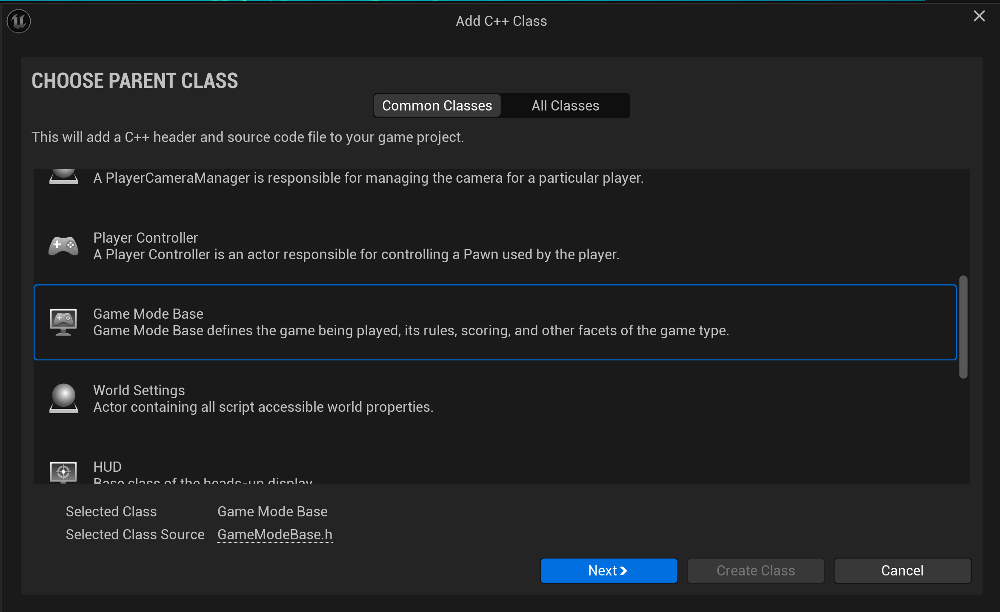 Add C++ Class
CHOOSE PARENT CLASS
Common Classes
All Classes
This will add a C++ header and source code file to your game project.
A PlayerCameraManager is responsible for managing the camera for a particular player.
Player Controller
A Player Controller is an actor responsible for controlling a Pawn used by the player.
Game Mode Base
Game Mode Base defines the game being played, its rules, scoring, and other facets of the game type.
World Settings
Actor containing all script accessible world properties.
HUD
Base class of the heads-up display
Selected Class Game Mode Base
Selected Class Source GameModeBase.h
Next
Create Class
Cancel